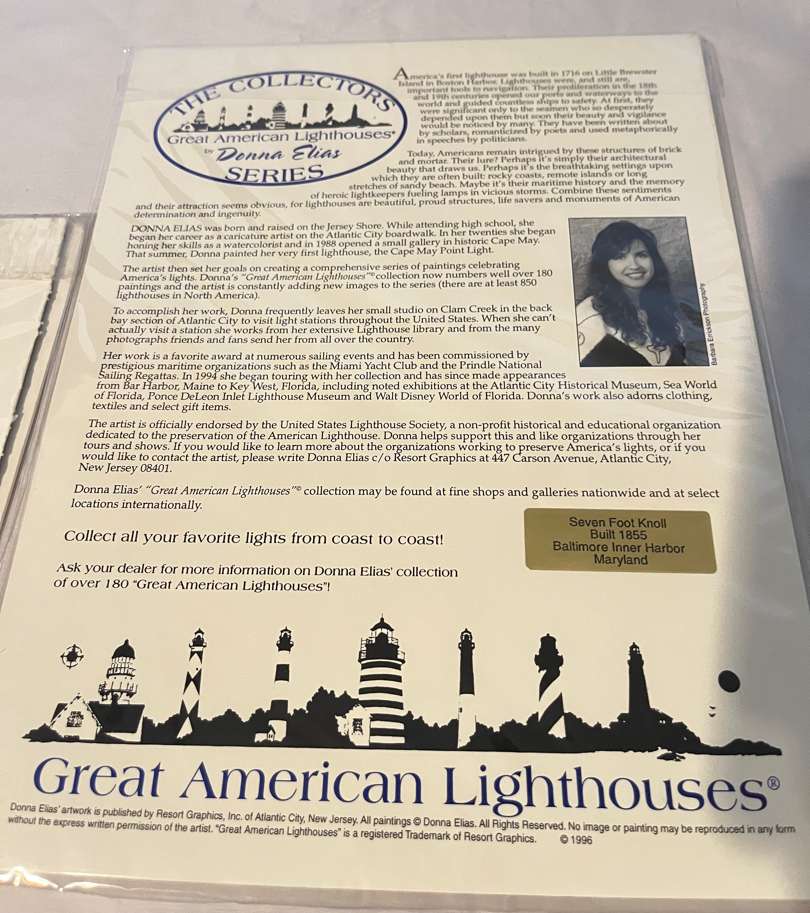 THE COLLECTORS
Great American Lighthouses®
by Donna Elias
SERIES
America's first lighthouse was built in 1716 on Little Brewster
Island in Boston Harbor. Lighthouses were, and still are,
important tools to navigation. Their proliferation in the 18th
and 19th centuries opened our ports and waterways to the
world and guided countless ships to safety. At first, they
were significant only to the seamen who so desperately
depended upon them but soon their beauty and vigilance
would be noticed by many. They have been written about
by scholars, romanticized by poets and used metaphorically
in speeches by politicians.
Today, Americans remain intrigued by these structures of brick
and mortar. Their lure? Perhaps it's simply their architectural
beauty that draws us. Perhaps it's the breathtaking settings upon
which they are often built: rocky coasts, remote islands or long
stretches of sandy beach. Maybe it's their maritime history and the memory
of heroic lightkeepers fueling lamps in vicious storms. Combine these sentiments
and their attraction seems obvious, for lighthouses are beautiful, proud structures, life savers and monuments of American
determination and ingenuity.
DONNA ELIAS was born and raised on the Jersey Shore. While attending high school, she
began her career as a caricature artist on the Atlantic City boardwalk. In her twenties she began
honing her skills as a watercolorist and in 1988 opened a small gallery in historic Cape May.
That summer, Donna painted her very first lighthouse, the Cape May Point Light.
The artist then set her goals on creating a comprehensive series of paintings celebrating
America's lights. Donna's "Great American Lighthouses"® collection now numbers well over 180
paintings and the artist is constantly adding new images to the series (there are at least 850
lighthouses in North America).
To accomplish her work, Donna frequently leaves her small studio on Clam Creek in the back
bay section of Atlantic City to visit light stations throughout the United States. When she can't
actually visit a station she works from her extensive Lighthouse library and from the many
photographs friends and fans send her from all over the country.
Barbara Errickson Photography
Her work is a favorite award at numerous sailing events and has been commissioned by
prestigious maritime organizations such as the Miami Yacht Club and the Prindle National
Sailing Regattas. In 1994 she began touring with her collection and has since made appearances
from Bar Harbor, Maine to Key West, Florida, including noted exhibitions at the Atlantic City Historical Museum, Sea World
of Florida, Ponce DeLeon Inlet Lighthouse Museum and Walt Disney World of Florida. Donna's work also adorns clothing,
textiles and select gift items.
The artist is officially endorsed by the United States Lighthouse Society, a non-profit historical and educational organization
dedicated to the preservation of the American Lighthouse. Donna helps support this and like organizations through her
tours and shows. If you would like to learn more about the organizations working to preserve America's lights, or if you
would like to contact the artist, please write Donna Elias c/o Resort Graphics at 447 Carson Avenue, Atlantic City,
New Jersey 08401.
Donna Elias' "Great American Lighthouses"® collection may be found at fine shops and galleries nationwide and at select
locations internationally.
Collect all your favorite lights from coast to coast!
Ask your dealer for more information on Donna Elias' collection
of over 180 "Great American Lighthouses"!
Seven Foot Knoll
Built 1855
Baltimore Inner Harbor
Maryland
Great American Lighthouses®
Donna Elias' artwork is published by Resort Graphics, Inc. of Atlantic City, New Jersey. All paintings © Donna Elias. All Rights Reserved. No image or painting may be reproduced in any form
without the express written permission of the artist. "Great American Lighthouses" is a registered Trademark of Resort Graphics. © 1996